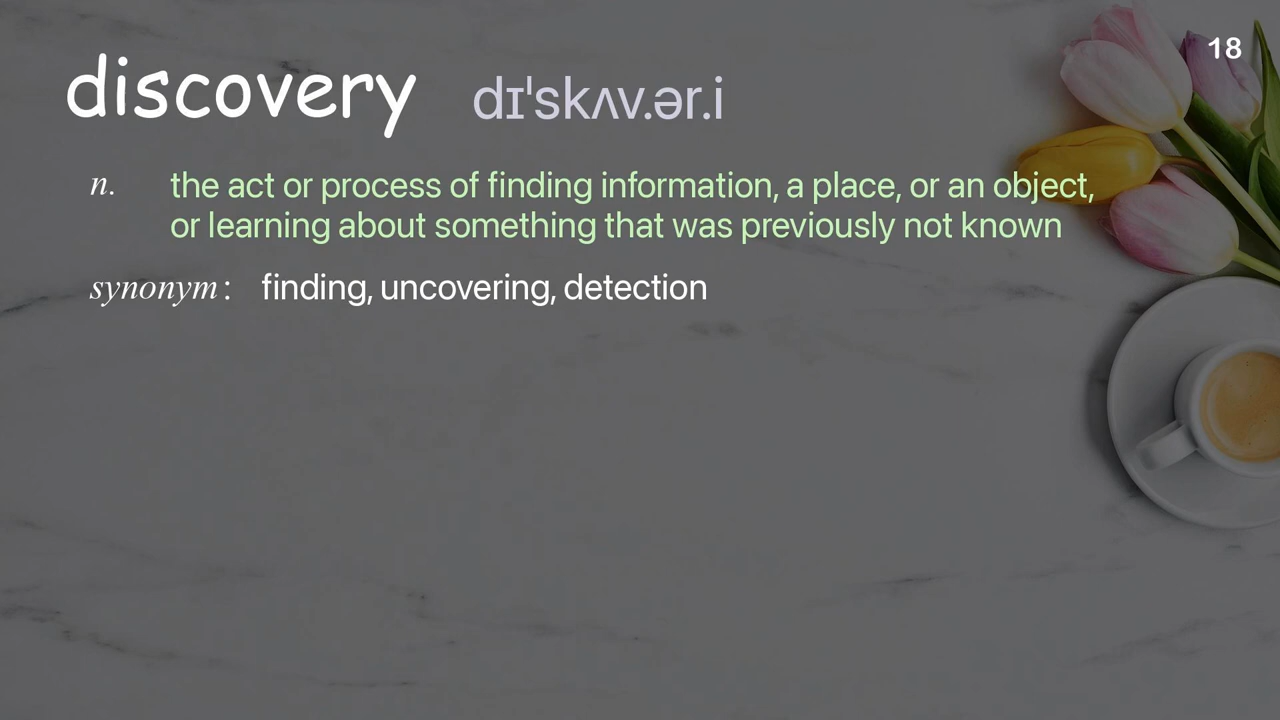 18
discovery dɪˈskʌv.ər.i
n. the act or process of finding information, a place, or an object,
or learning about something that was previously not known
synonym: finding, uncovering, detection